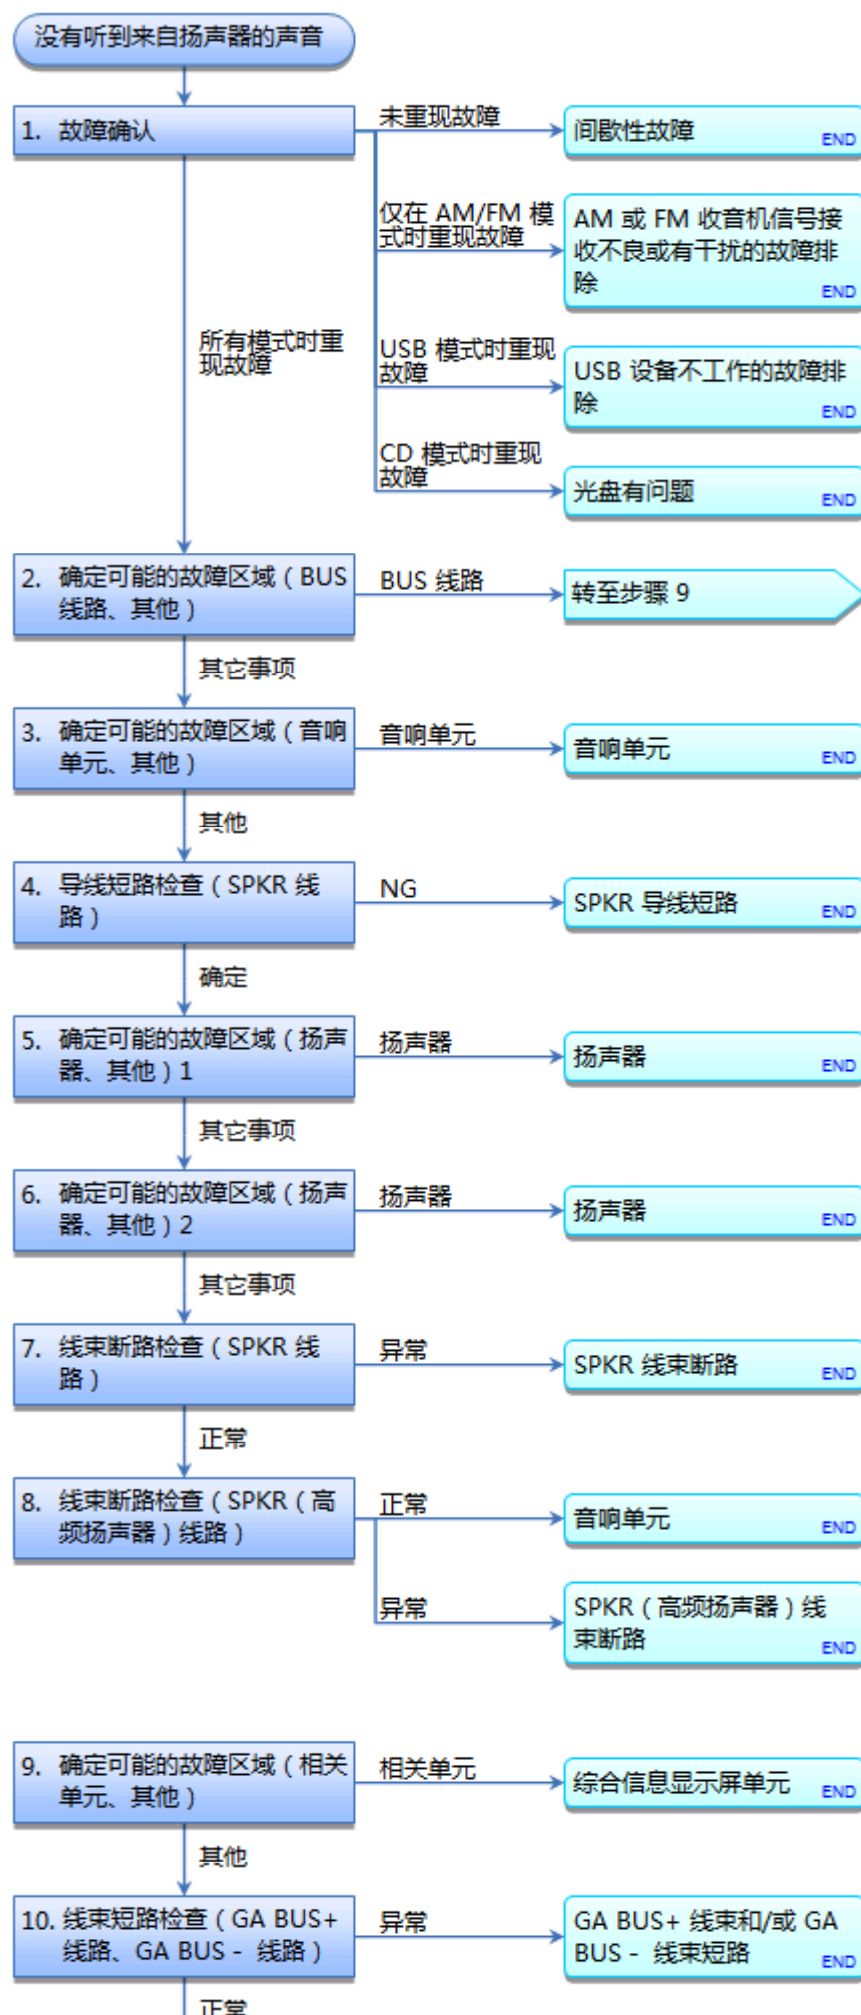 没有听到来自扬声器的声音
1. 故障确认
未重现故障
间歇性故障
END
仅在 AM/FM 模
式时重现故障
AM 或 FM 收音机信号接
收不良或有干扰的故障排
除
END
所有模式时重
现故障
USB 模式时重现
故障
USB 设备不工作的故障排
除
END
CD 模式时重现
故障
光盘有问题
END
2. 确定可能的故障区域（BUS
线路、其他）
BUS 线路
转至步骤 9
其它事项
3. 确定可能的故障区域（音响
单元、其他）
音响单元
音响单元
END
其他
4. 导线短路检查（SPKR 线
路）
NG
SPKR 导线短路
END
确定
5. 确定可能的故障区域（扬声
器、其他）1
扬声器
扬声器
END
其它事项
6. 确定可能的故障区域（扬声
器、其他）2
扬声器
扬声器
END
其它事项
7. 线束断路检查（SPKR 线
路）
异常
SPKR 线束断路
END
正常
8. 线束断路检查（SPKR（高
频扬声器）线路）
正常
音响单元
END
异常
SPKR（高频扬声器）线
束断路
END
9. 确定可能的故障区域（相关
单元、其他）
相关单元
综合信息显示屏单元
END
其他
10. 线束短路检查（GA BUS+
线路、GA BUS - 线路）
异常
GA BUS+ 线束和/或 GA
BUS - 线束短路
END
正常